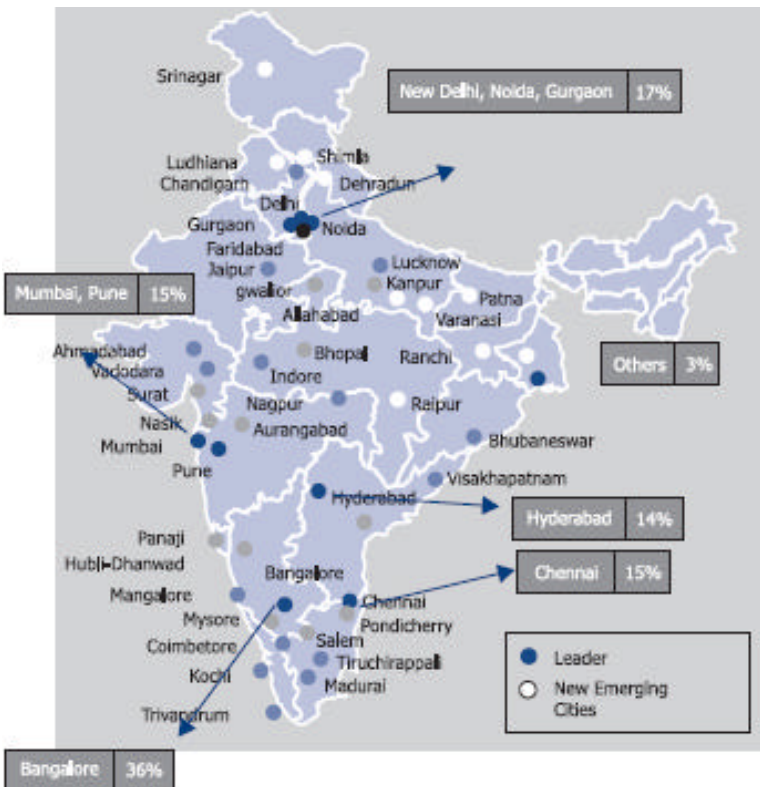 Srinagar
New Delhi, Noida, Gurgaon 17%
Ludhiana
Shimla
Chandigarh
Dehradun
Delhi
Gurgaon
Noida
Faridabad
Jaipur
Lucknow
gwalior
Kanpur
Mumbai, Pune 15%
Allahabad
Patna
Varanasi
Ahmadabad
Bhopal
Ranchi
Others 3%
Vadodara
Indore
Surat
Nagpur
Raipur
Nasik
Aurangabad
Mumbai
Bhubaneswar
Pune
Visakhapatnam
Hyderabad
Hyderabad 14%
Panaji
Hubli-Dhanwad
Bangalore
Chennai 15%
Mangalore
Chennai
Mysore
Pondicherry
Coimbetore
Salem
Leader
Kochi
Tiruchirappali
Madurai
New Emerging
Cities
Trivandrum
Bangalore 36%